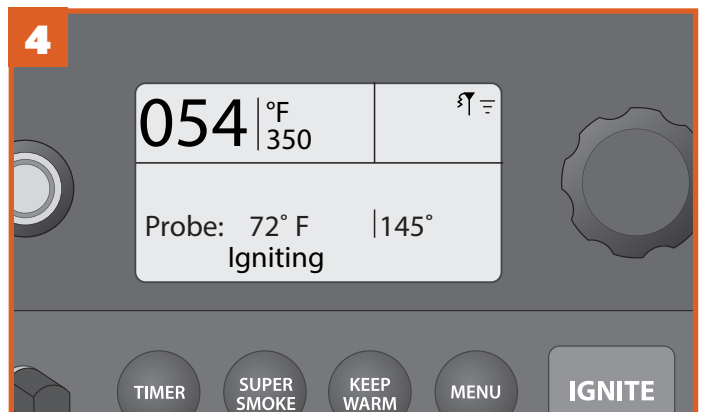 4
054 °F
350
Probe: 72° F 145°
Igniting
TIMER
SUPER
SMOKE
KEEP
WARM
MENU
IGNITE